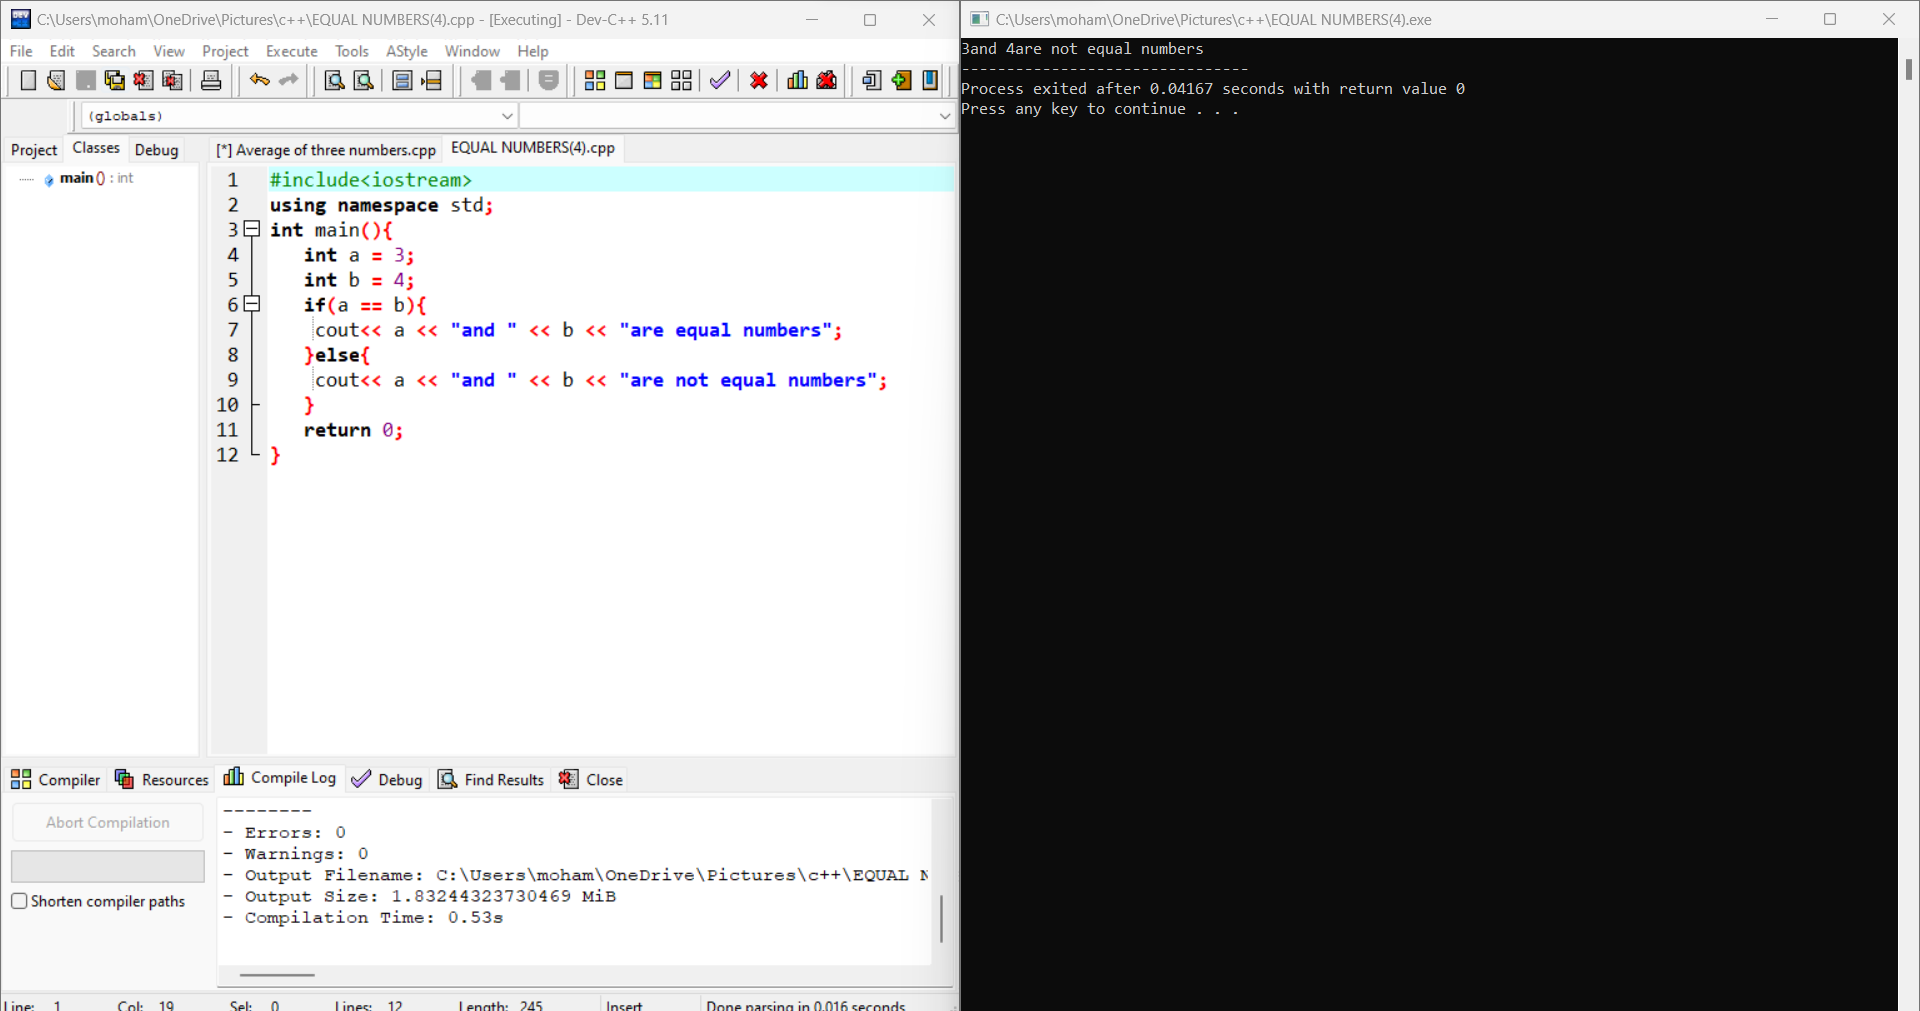 C:\Users\moham\OneDrive\Pictures\c++\EQUAL NUMBERS(4).cpp - [Executing] - Dev-C++ 5.11
File Edit Search View Project Execute Tools AStyle Window Help
(globals)
Project Classes Debug
main () : int
[*] Average of three numbers.cpp EQUAL NUMBERS(4).cpp
1 #include<iostream>
2 using namespace std;
3 int main(){
4 int a = 3;
5 int b = 4;
6 if(a == b){
7 cout<< a << "and " << b << "are equal numbers";
8 }else{
9 cout<< a << "and " << b << "are not equal numbers";
10 }
11 return 0;
12 }
Compiler Resources Compile Log Debug Find Results Close
Abort Compilation
Shorten compiler paths
--------
- Errors: 0
- Warnings: 0
- Output Filename: C:\Users\moham\OneDrive\Pictures\c++\EQUAL N
- Output Size: 1.83244323730469 MiB
- Compilation Time: 0.53s
Line: 1 Col: 19 Sel: 0 Lines: 12 Length: 245 Insert Done parsing in 0.016 seconds
C:\Users\moham\OneDrive\Pictures\c++\EQUAL NUMBERS(4).exe
3and 4are not equal numbers
--------------------------------
Process exited after 0.04167 seconds with return value 0
Press any key to continue . . .